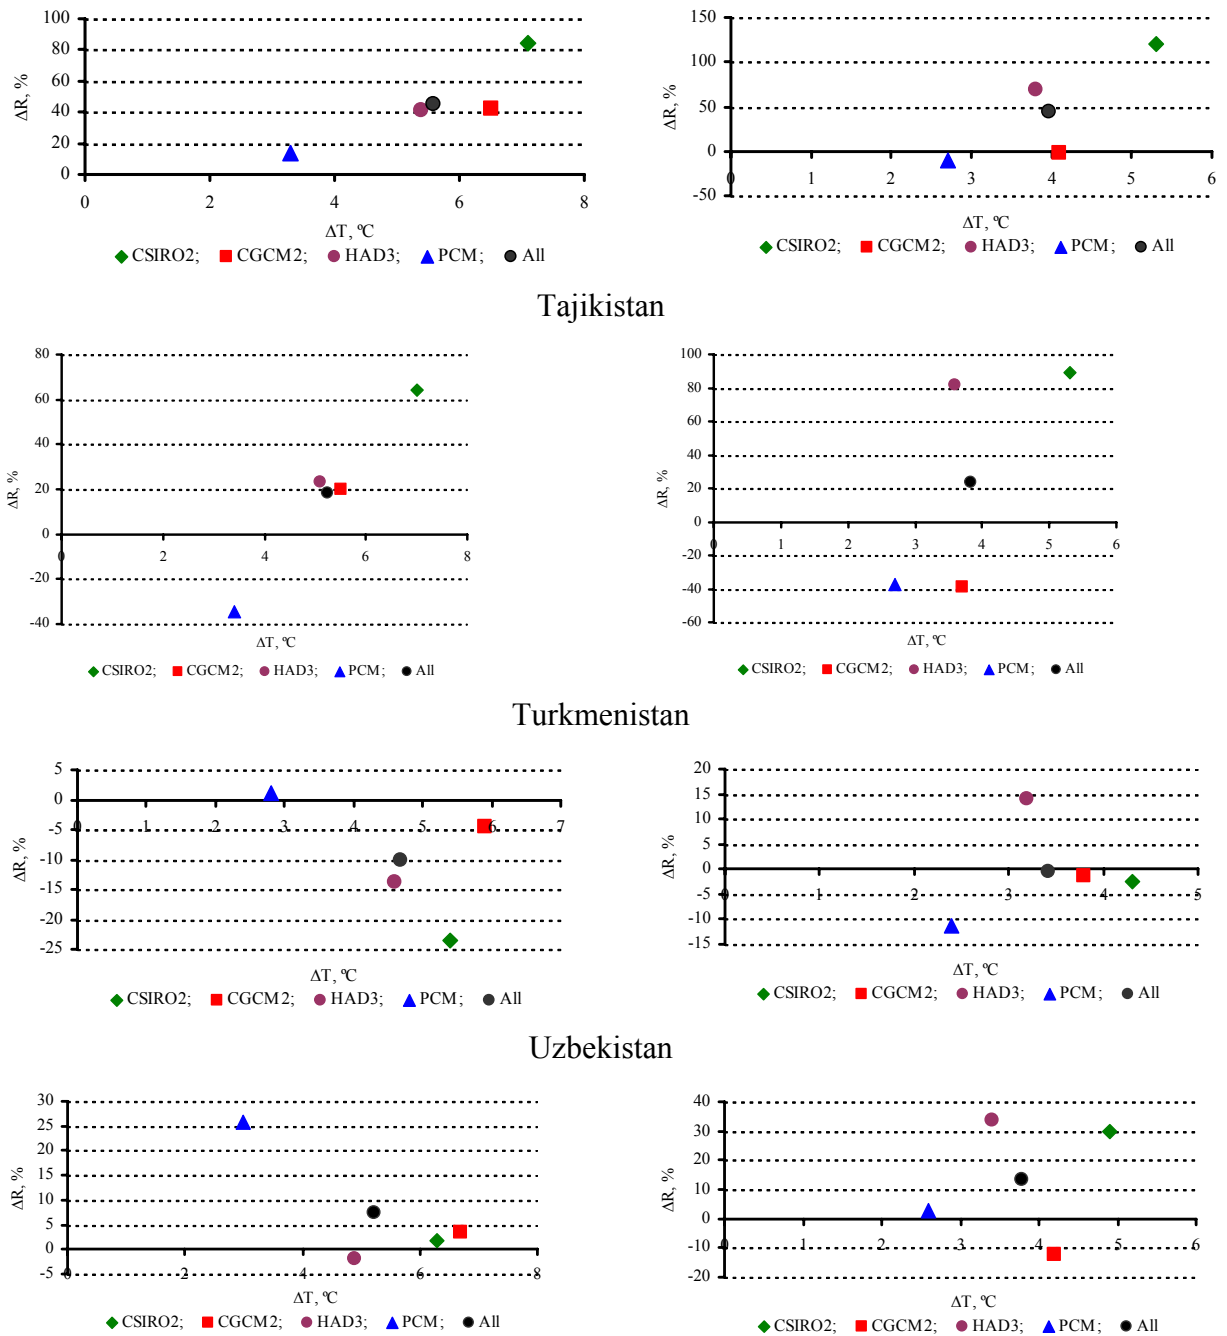 100
80
60
40
20
0
0 2 4 6 8
ΔR, %
ΔT, ºC
CSIRO2; CGCM2; HAD3; PCM; All
150
100
50
0
-50
0 1 2 3 4 5 6
ΔR, %
ΔT, ºC
CSIRO2; CGCM2; HAD3; PCM; All
Tajikistan
80
60
40
20
0
-20
-40
0 2 4 6 8
ΔR, %
ΔT, ºC
CSIRO2; CGCM2; HAD3; PCM; All
100
80
60
40
20
0
-20
-40
-60
0 1 2 3 4 5 6
ΔR, %
ΔT, ºC
CSIRO2; CGCM2; HAD3; PCM; All
Turkmenistan
5
0
-5
-10
-15
-20
-25
0 1 2 3 4 5 6 7
ΔR, %
ΔT, ºC
CSIRO2; CGCM2; HAD3; PCM; All
20
15
10
5
0
-5
-10
-15
0 1 2 3 4 5
ΔR, %
ΔT, ºC
CSIRO2; CGCM2; HAD3; PCM; All
Uzbekistan
30
25
20
15
10
5
0
-5
0 2 4 6 8
ΔR, %
ΔT, ºC
CSIRO2; CGCM2; HAD3; PCM; All
40
30
20
10
0
-10
-20
0 1 2 3 4 5 6
ΔR, %
ΔT, ºC
CSIRO2; CGCM2; HAD3; PCM; All